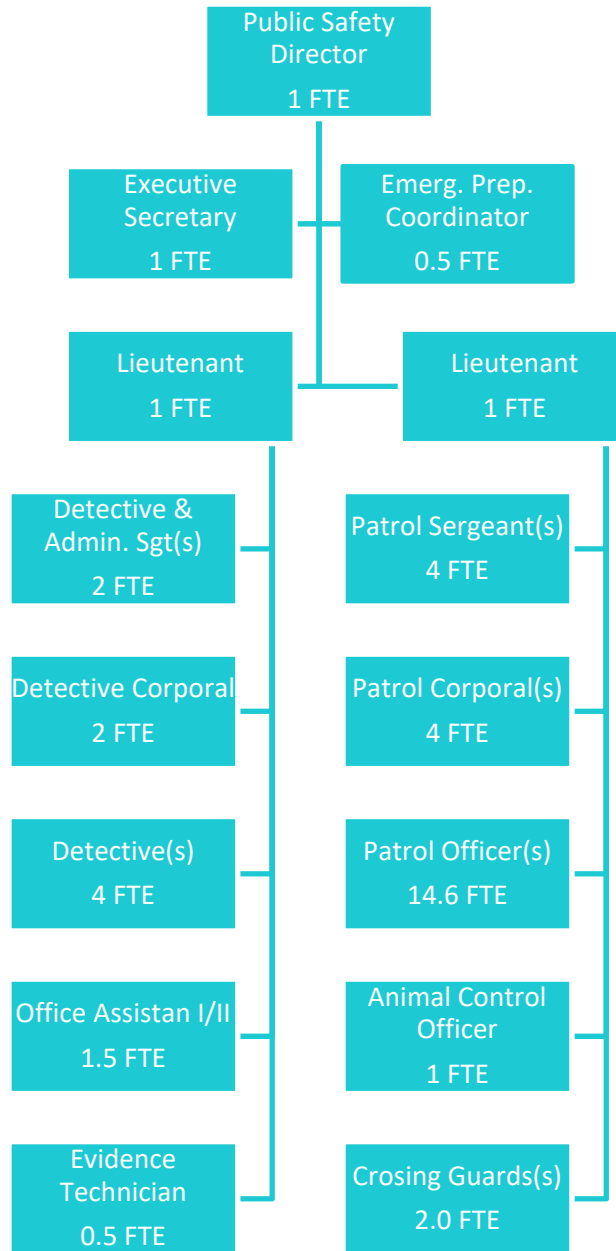 Public Safety
Director
1 FTE
Executive
Secretary
1 FTE
Emerg. Prep.
Coordinator
0.5 FTE
Lieutenant
1 FTE
Lieutenant
1 FTE
Detective &
Admin. Sgt(s)
2 FTE
Patrol Sergeant(s)
4 FTE
Detective Corporal
2 FTE
Patrol Corporal(s)
4 FTE
Detective(s)
4 FTE
Patrol Officer(s)
14.6 FTE
Office Assistan I/II
1.5 FTE
Animal Control
Officer
1 FTE
Evidence
Technician
0.5 FTE
Crosing Guards(s)
2.0 FTE